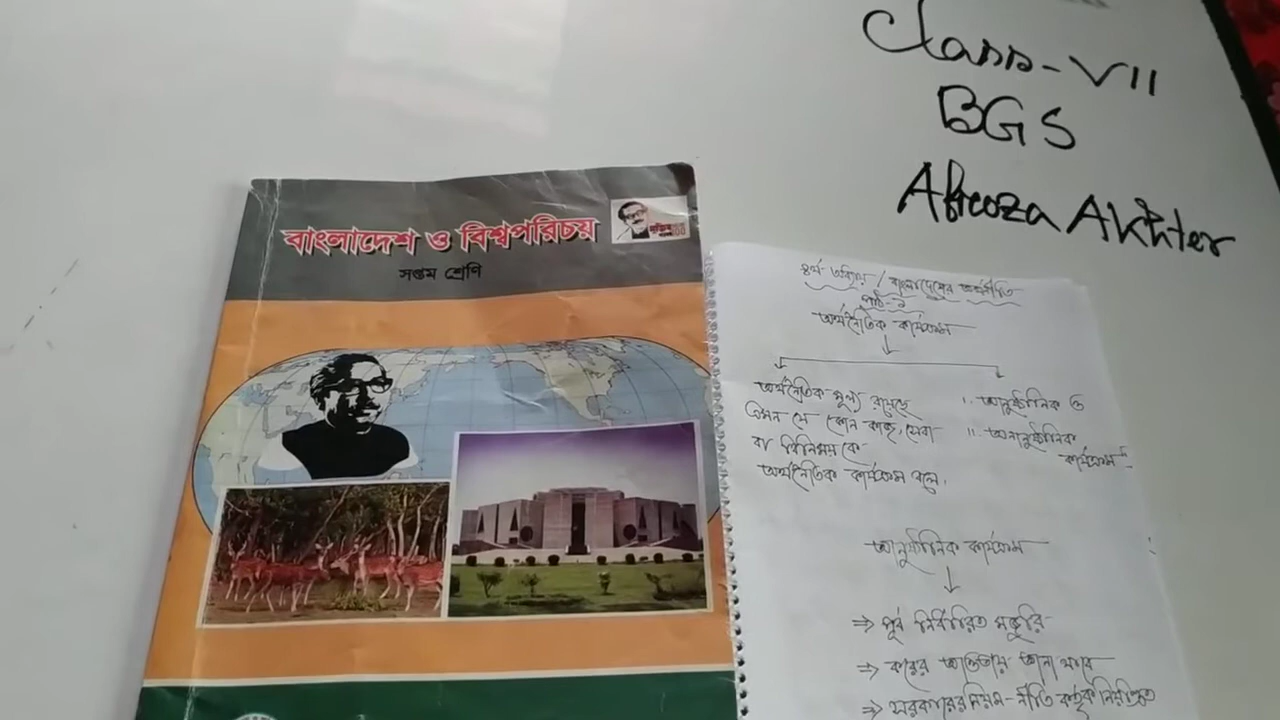 Class-VII
BGS
Afroza Akhter
বাংলাদেশ ও বিশ্বপরিচয়
সপ্তম শ্রেণি
৪র্থ অধ্যায় / বাংলাদেশের অর্থনীতি
পাঠ-১
অর্থনৈতিক কার্যক্রম
অর্থনৈতিক মূল্য রয়েছে
এমন যে কোন কাজ, সেবা
বা বিনিময় কে
অর্থনৈতিক কার্যক্রম বলে।
। আনুষ্ঠানিক ও
॥ অনানুষ্ঠানিক
কার্যক্রম
আনুষ্ঠানিক কার্যক্রম
⇒ পূর্ব নির্ধারিত মজুরি
⇒ করের আওতায় আনা যাবে
⇒ সরকারের নিয়ম-নীতি কর্তৃক নিয়ন্ত্রিত